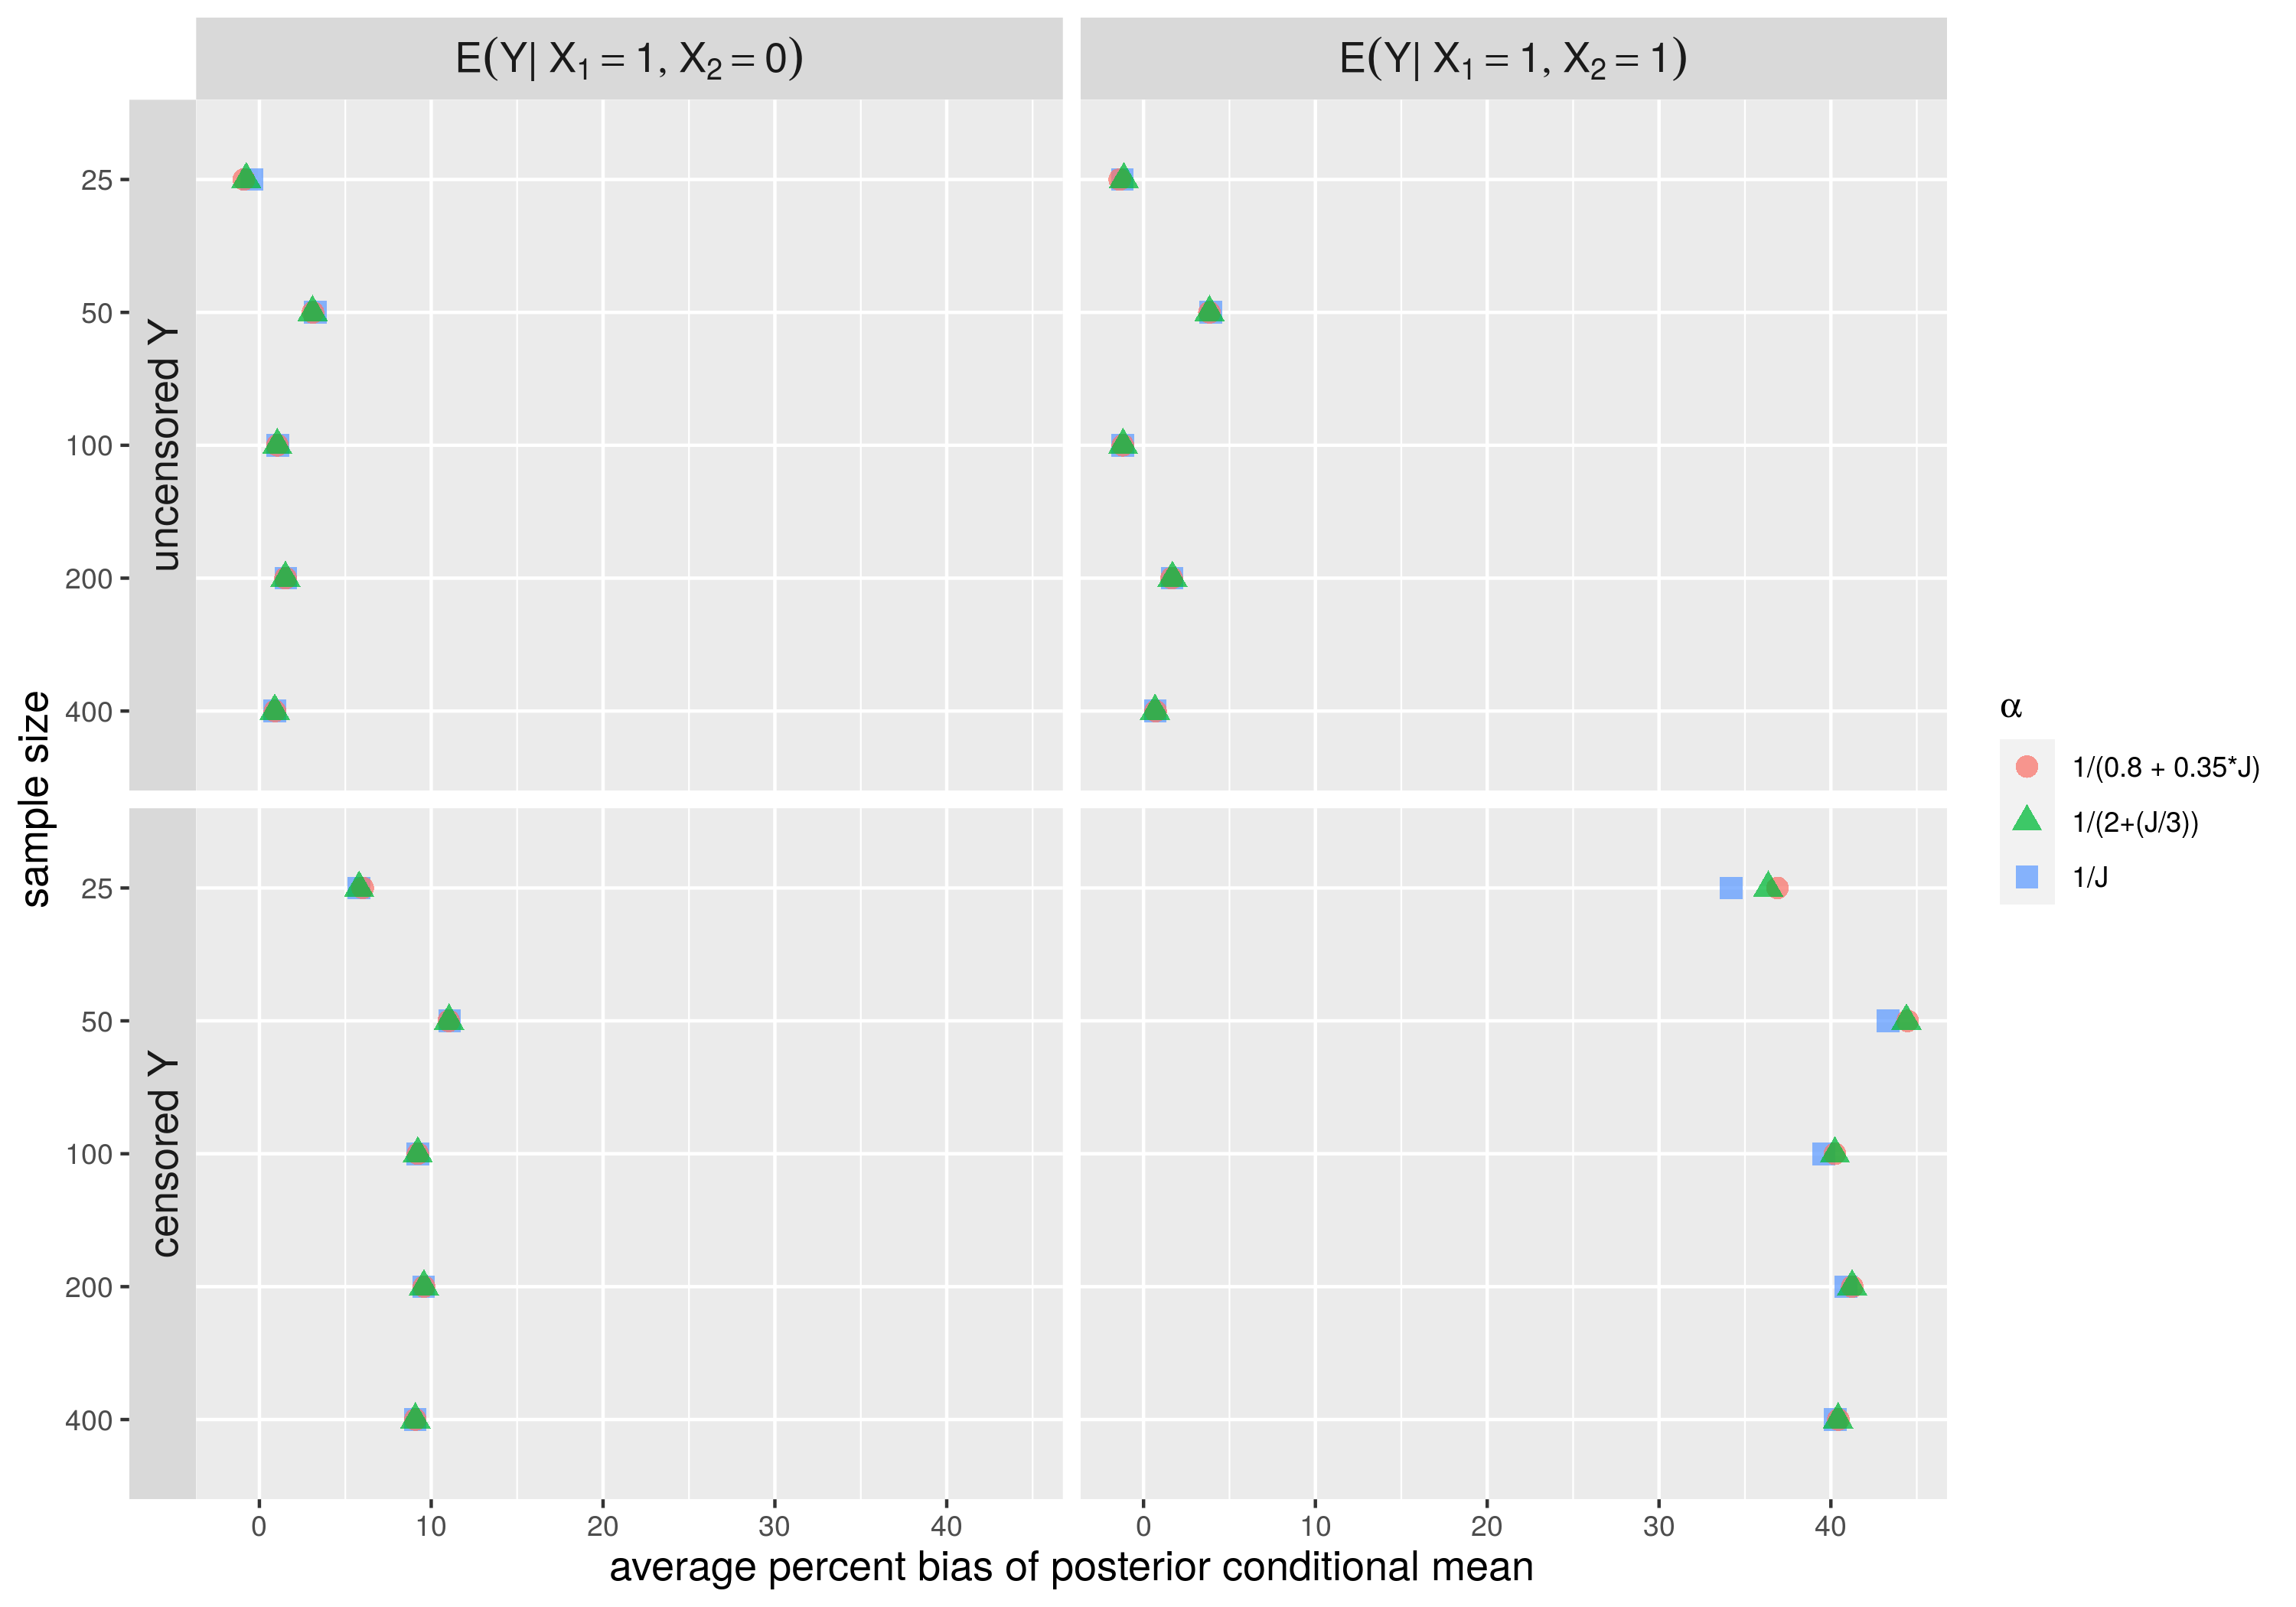 E(Y| X₁ = 1, X₂ = 0)
E(Y| X₁ = 1, X₂ = 1)
sample size
uncensored Y
25
50
100
200
400
censored Y
25
50
100
200
400
0 10 20 30 40
0 10 20 30 40
average percent bias of posterior conditional mean
α
1/(0.8 + 0.35*J)
1/(2+(J/3))
1/J